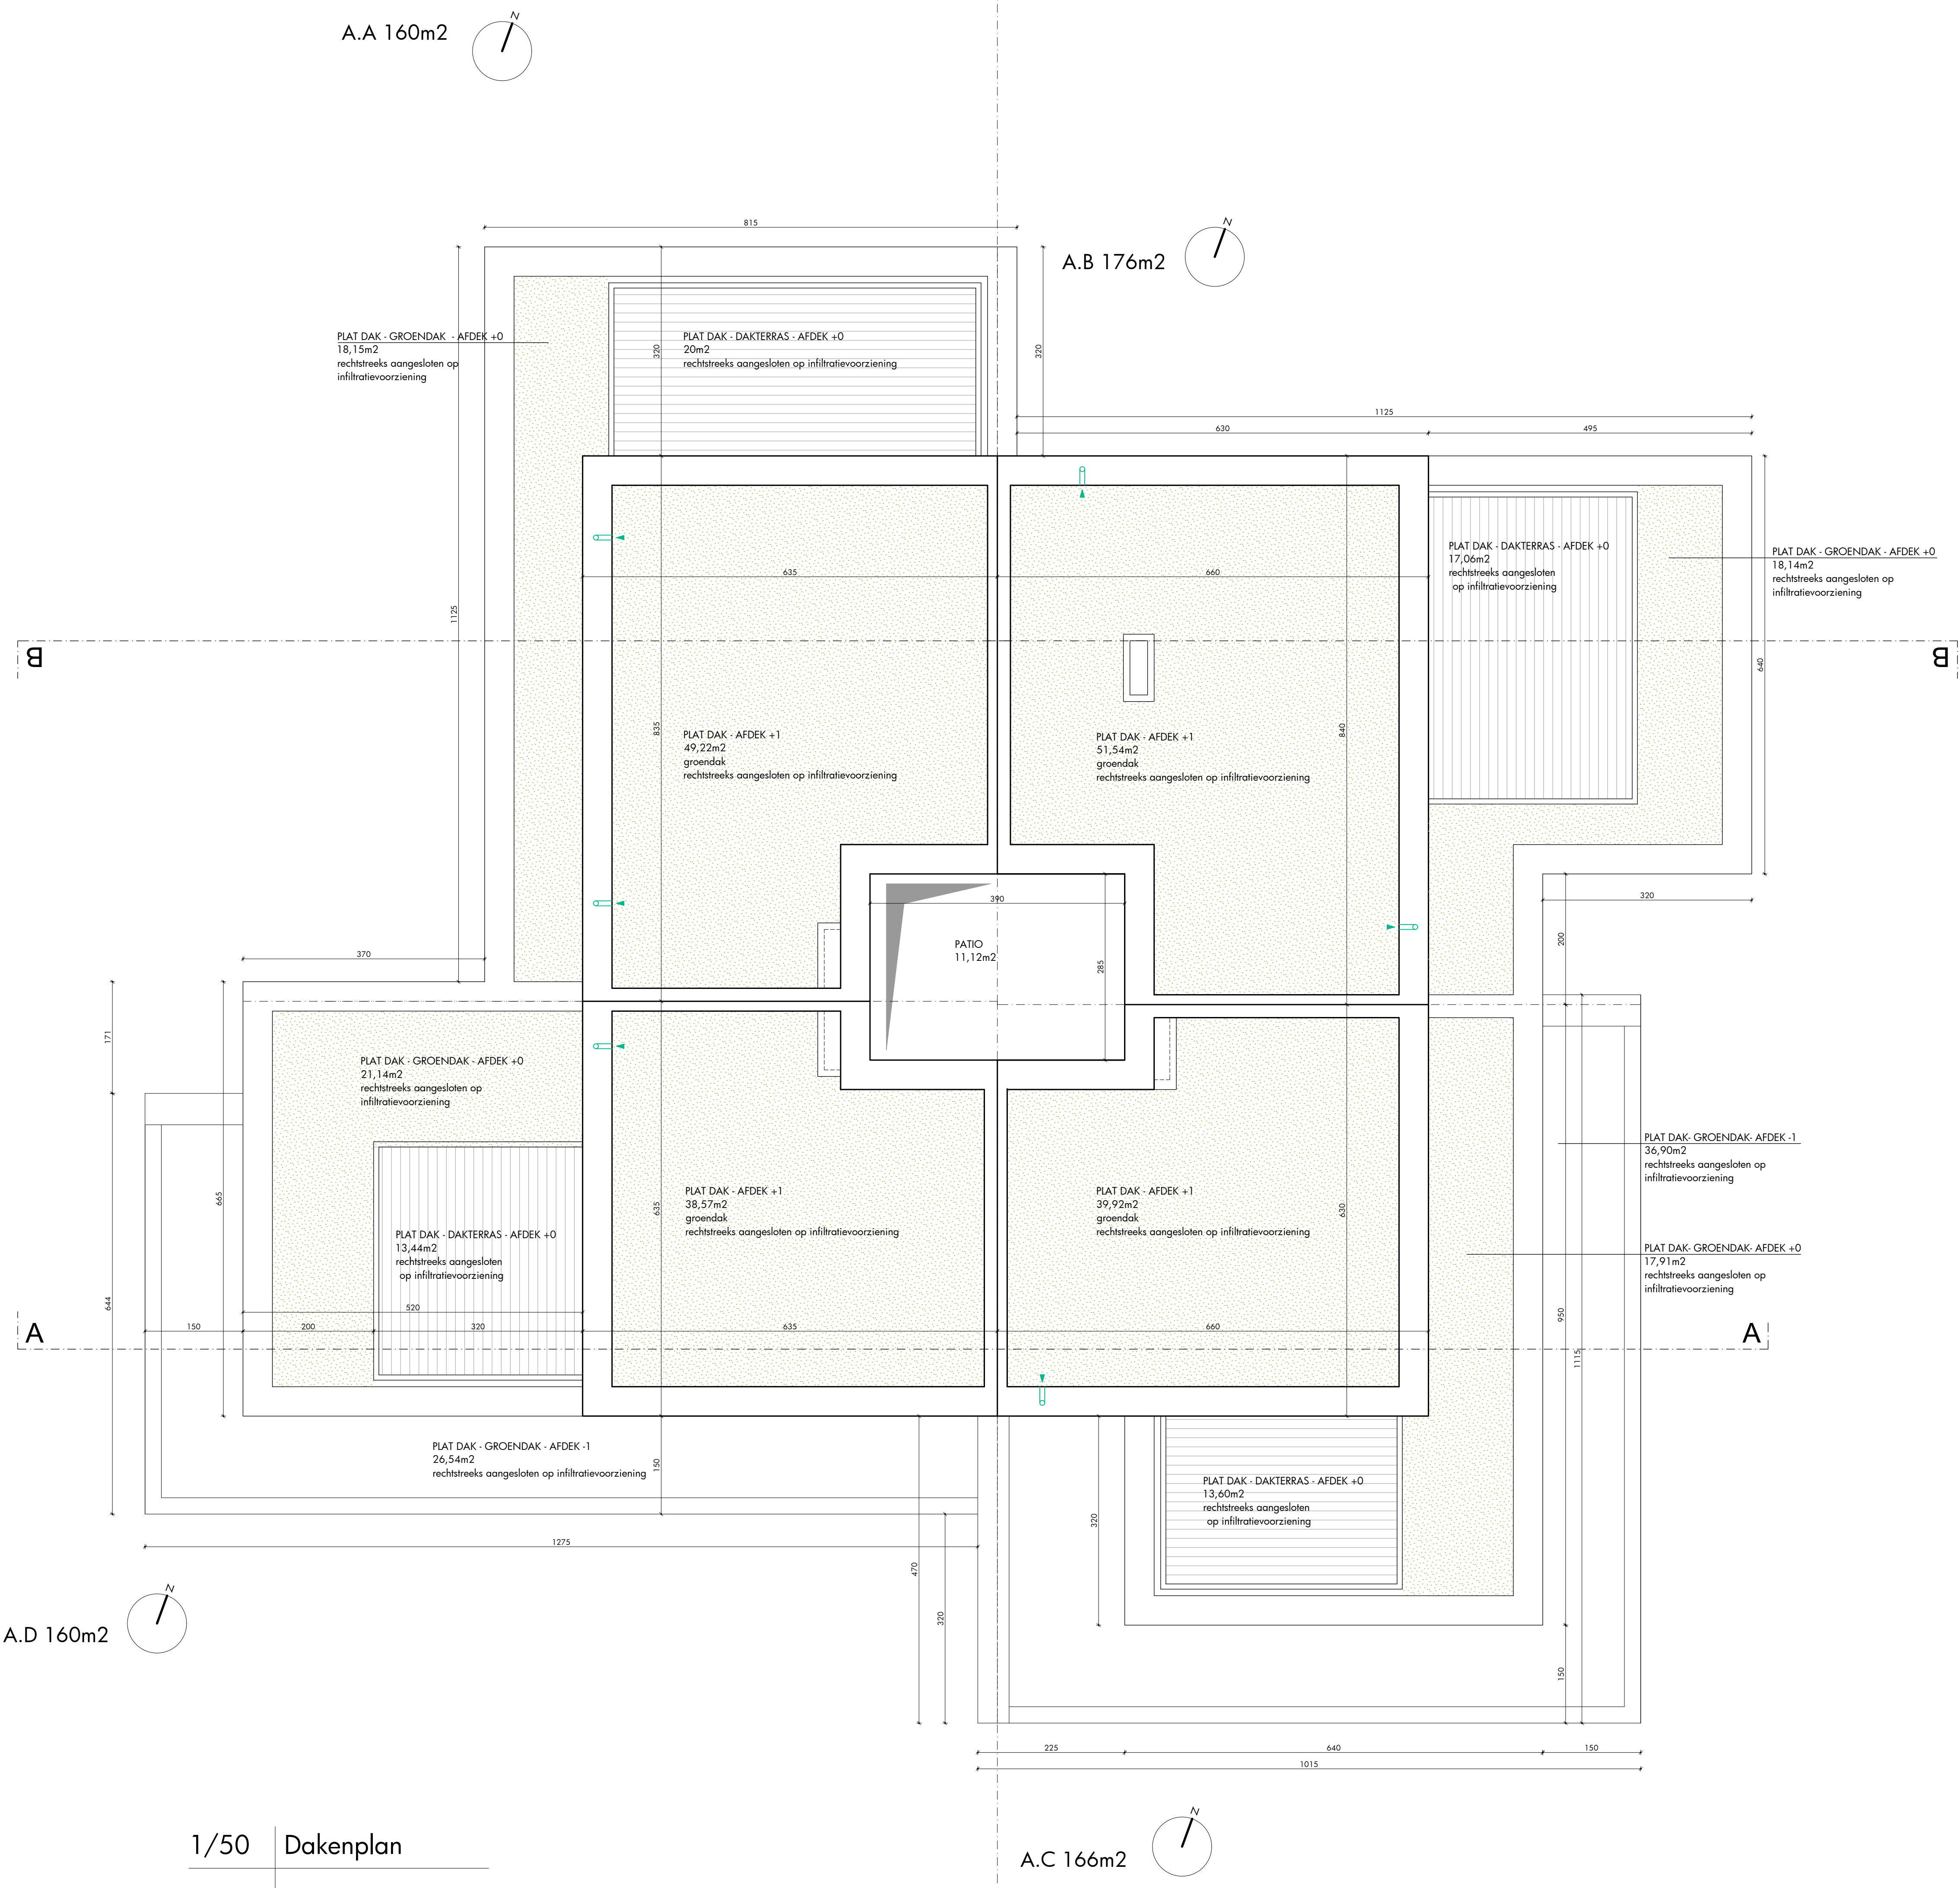 A.A 160m2
N
815
A.B 176m2
N
PLAT DAK - GROENDAK - AFDEK +0
18,15m2
rechtstreeks aangesloten op
infiltratievoorziening
320
PLAT DAK - DAKTERRAS - AFDEK +0
20m2
rechtstreeks aangesloten op infiltratievoorziening
320
1125
630
495
1125
635
660
PLAT DAK - DAKTERRAS - AFDEK +0
17,06m2
rechtstreeks aangesloten
op infiltratievoorziening
PLAT DAK - GROENDAK - AFDEK +0
18,14m2
rechtstreeks aangesloten op
infiltratievoorziening
B
B
640
835
840
PLAT DAK - AFDEK +1
49,22m2
groendak
rechtstreeks aangesloten op infiltratievoorziening
PLAT DAK - AFDEK +1
51,54m2
groendak
rechtstreeks aangesloten op infiltratievoorziening
390
320
PATIO
11,12m2
285
200
370
171
PLAT DAK - GROENDAK - AFDEK +0
21,14m2
rechtstreeks aangesloten op
infiltratievoorziening
PLAT DAK- GROENDAK- AFDEK -1
36,90m2
rechtstreeks aangesloten op
infiltratievoorziening
665
635
630
PLAT DAK - AFDEK +1
38,57m2
groendak
rechtstreeks aangesloten op infiltratievoorziening
PLAT DAK - AFDEK +1
39,92m2
groendak
rechtstreeks aangesloten op infiltratievoorziening
PLAT DAK - DAKTERRAS - AFDEK +0
13,44m2
rechtstreeks aangesloten
op infiltratievoorziening
PLAT DAK- GROENDAK- AFDEK +0
17,91m2
rechtstreeks aangesloten op
infiltratievoorziening
644
520
150
200
320
635
660
950
1115
A
A
PLAT DAK - GROENDAK - AFDEK -1
26,54m2
rechtstreeks aangesloten op infiltratievoorziening
150
PLAT DAK - DAKTERRAS - AFDEK +0
13,60m2
rechtstreeks aangesloten
op infiltratievoorziening
320
1275
470
320
150
N
A.D 160m2
225
640
150
1015
N
A.C 166m2
1/50
Dakenplan